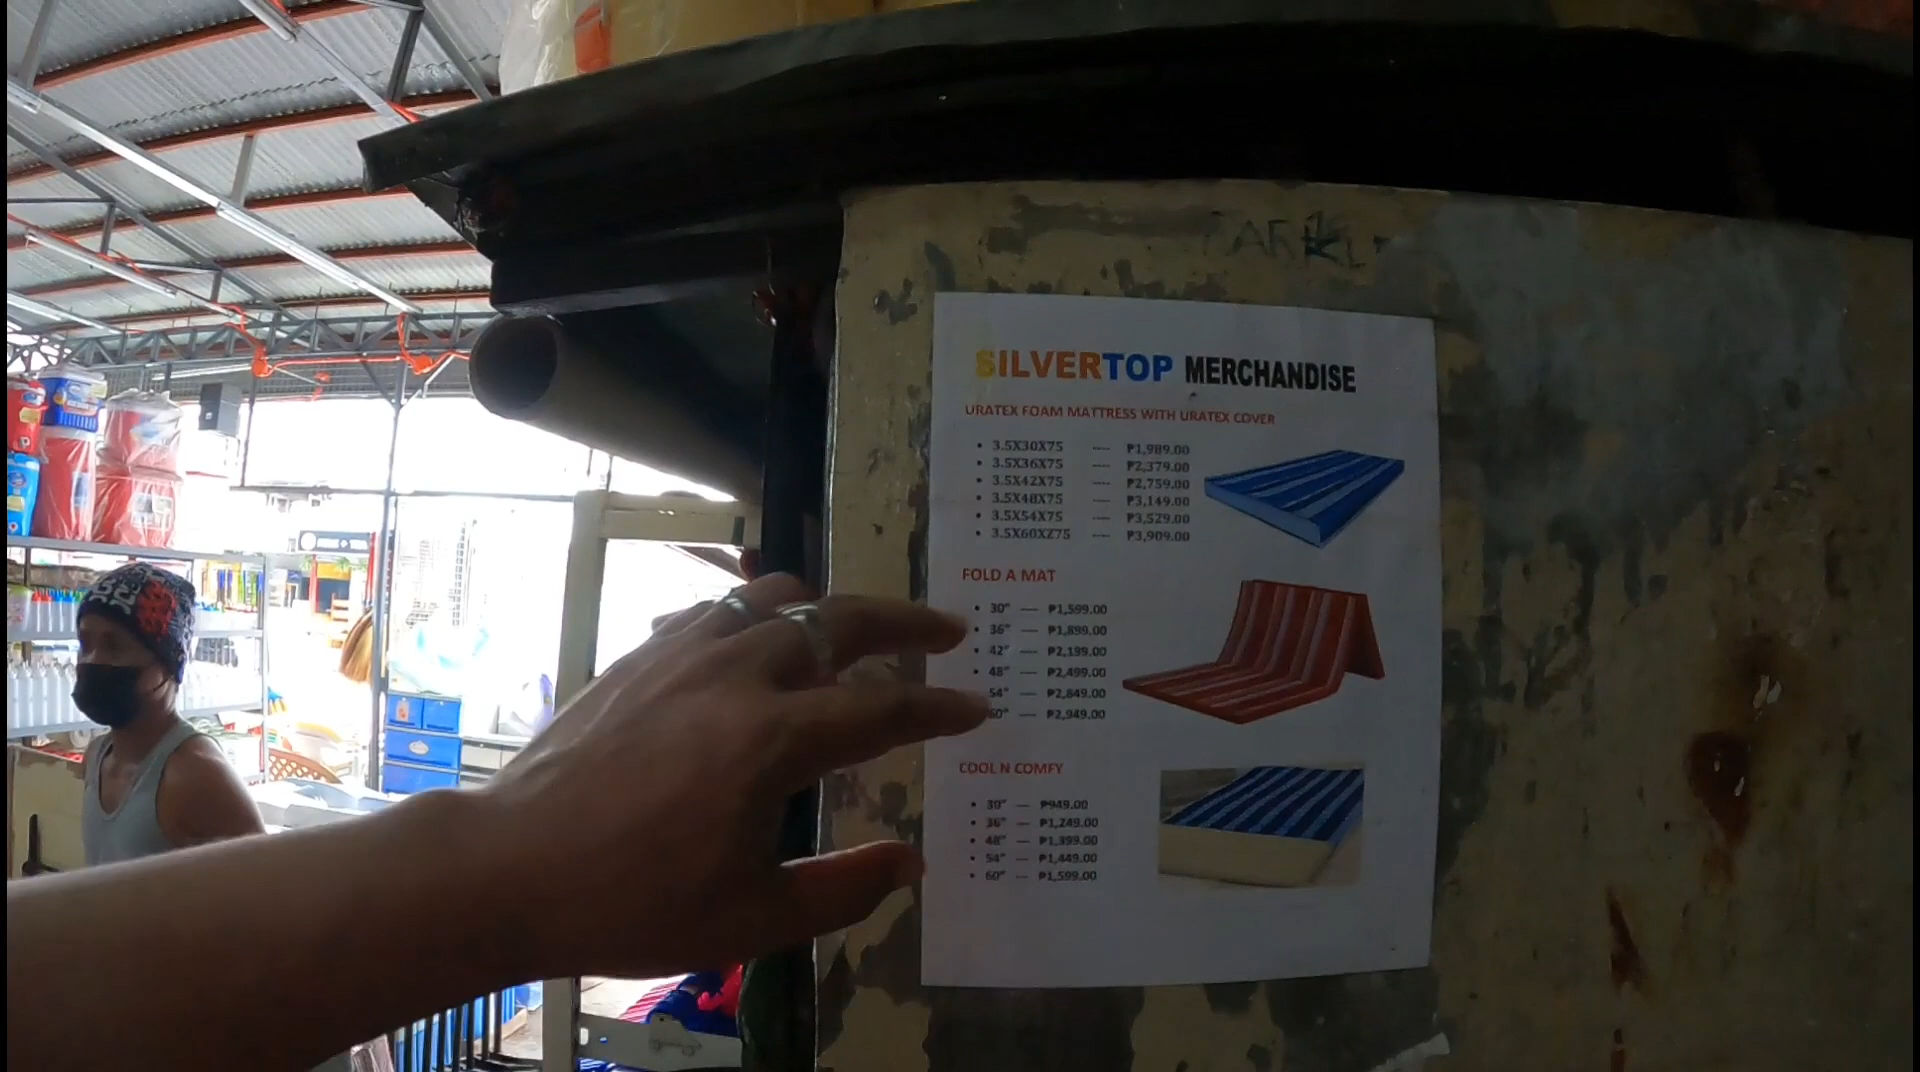 SILVERTOP MERCHANDISE
URATEX FOAM MATTRESS WITH URATEX COVER
• 3.5X30X75 ---- ₱1,989.00
• 3.5X36X75 ---- ₱2,379.00
• 3.5X42X75 ---- ₱2,759.00
• 3.5X48X75 ---- ₱3,149.00
• 3.5X54X75 ---- ₱3,529.00
• 3.5X60XZ75 ---- ₱3,909.00
FOLD A MAT
• 30" --- ₱1,599.00
• 36" --- ₱1,899.00
• 42" --- ₱2,199.00
• 48" --- ₱2,499.00
54" --- ₱2,849.00
60" --- ₱2,949.00
COOL N COMFY
• 30" --- ₱949.00
• 36" --- ₱1,249.00
• 48" --- ₱1,399.00
• 54" --- ₱1,449.00
• 60" --- ₱1,599.00